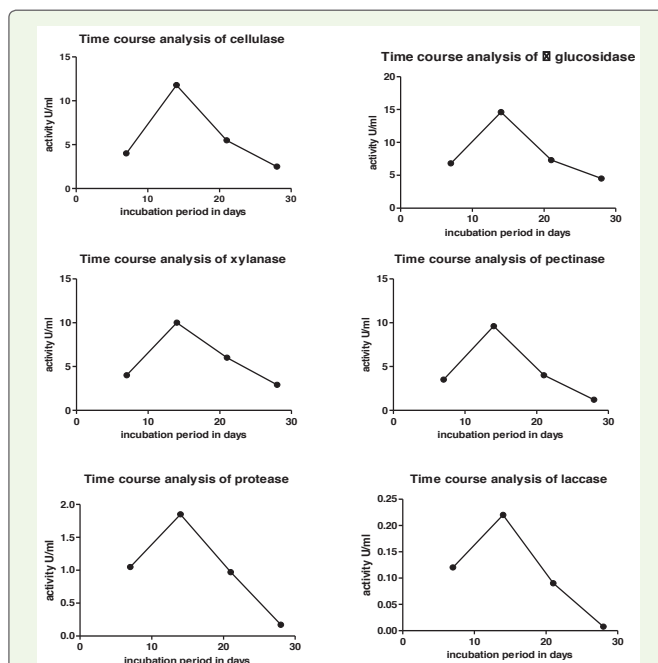 Time course analysis of cellulase
15
10
5
0
0 10 20 30
activity U/ml
incubation period in days
Time course analysis of � glucosidase
20
15
10
5
0
0 10 20 30
activity U/ml
incubation period in days
Time course analysis of xylanase
15
10
5
0
0 10 20 30
activity U/ml
incubation period in days
Time course analysis of pectinase
15
10
5
0
0 10 20 30
activity U/ml
incubation period in days
Time course analysis of protease
2.0
1.5
1.0
0.5
0.0
0 10 20 30
activity U/ml
incubation period in days
Time course analysis of laccase
0.25
0.20
0.15
0.10
0.05
0.00
0 10 20 30
activity U/ml
incubation period in days